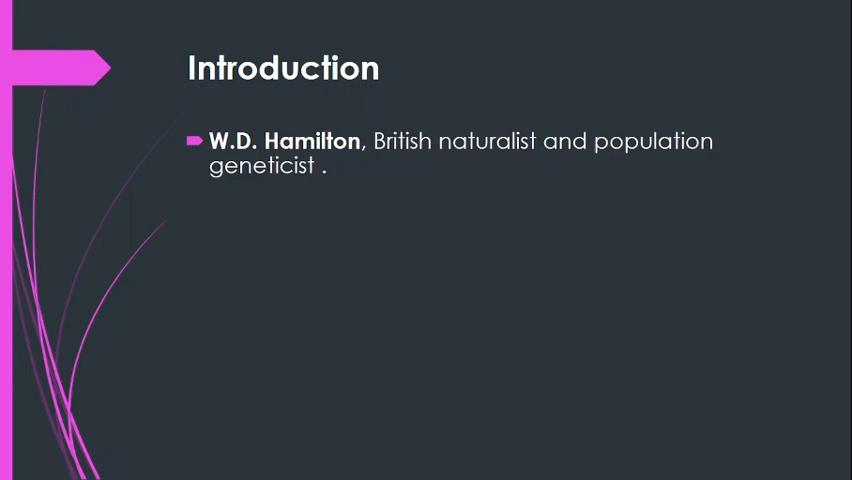 Introduction
W.D. Hamilton, British naturalist and population
geneticist .